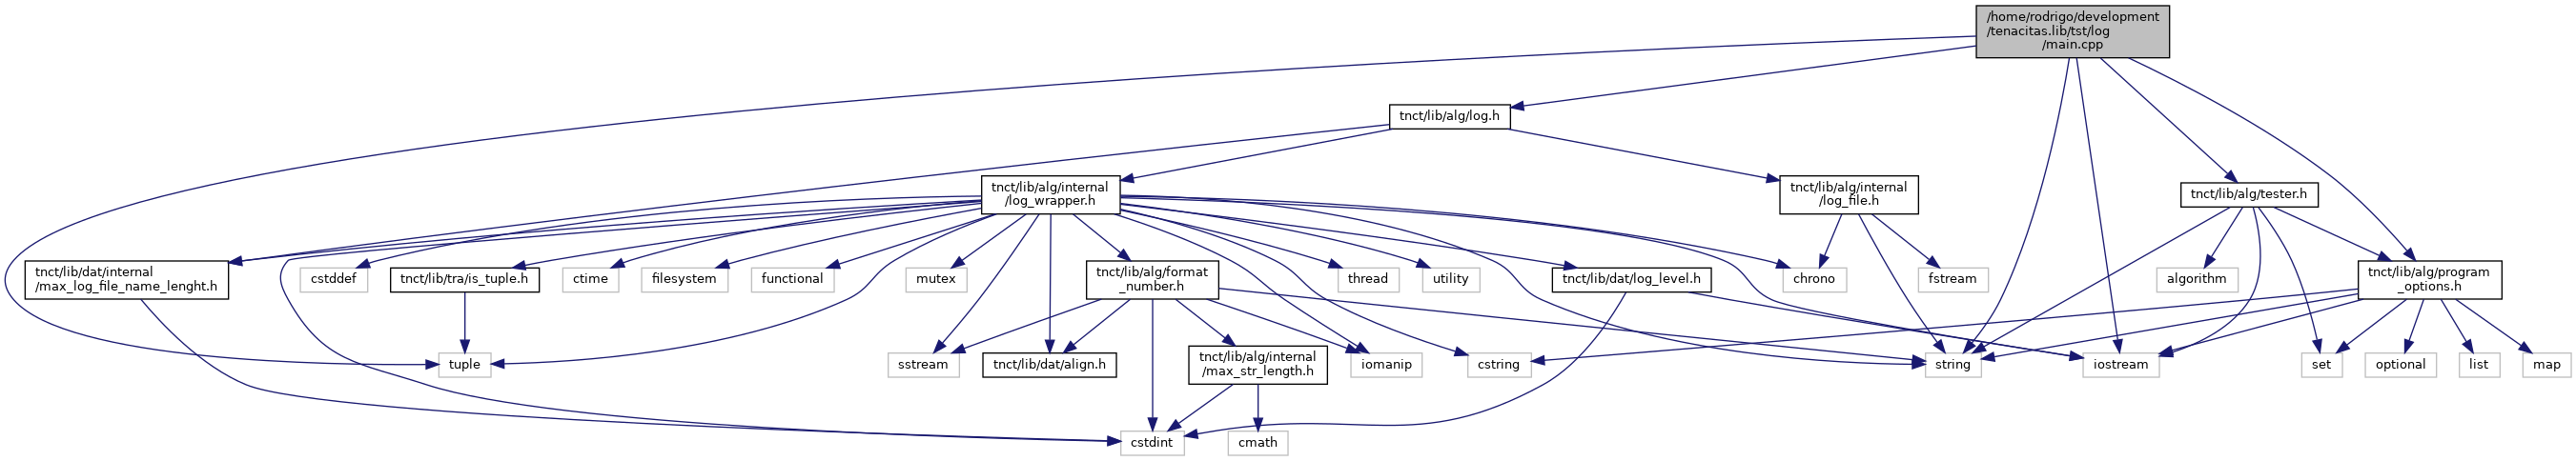 /home/rodrigo/development
/tenacitas.lib/tst/log
/main.cpp
tnct/lib/alg/log.h
tnct/lib/alg/internal
/log_wrapper.h
tnct/lib/alg/internal
/log_file.h
tnct/lib/alg/tester.h
tnct/lib/dat/internal
/max_log_file_name_lenght.h
cstddef
tnct/lib/tra/is_tuple.h
ctime
filesystem
functional
mutex
tnct/lib/alg/format
_number.h
thread
utility
tnct/lib/dat/log_level.h
chrono
fstream
algorithm
tnct/lib/alg/program
_options.h
tuple
sstream
tnct/lib/dat/align.h
tnct/lib/alg/internal
/max_str_length.h
iomanip
cstring
string
iostream
set
optional
list
map
cstdint
cmath